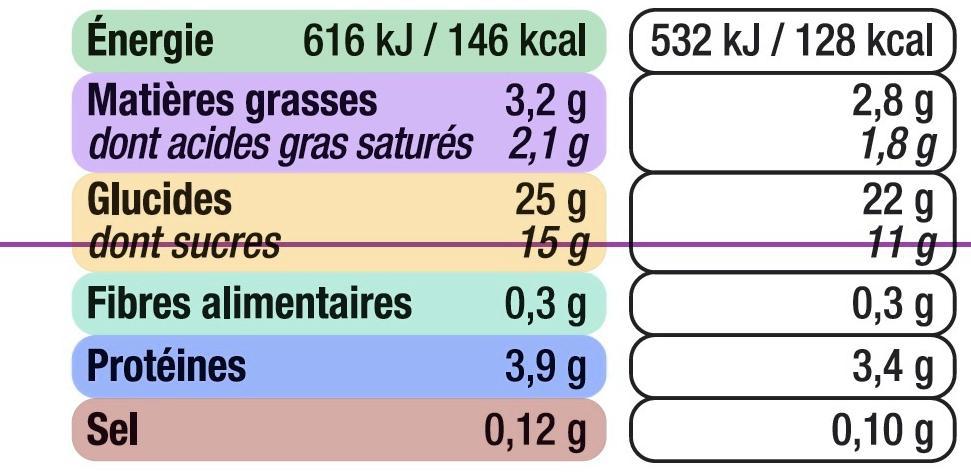 Énergie 616 kJ / 146 kcal 532 kJ / 128 kcal
Matières grasses 3,2 g 2,8 g
dont acides gras saturés 2,1 g 1,8 g
Glucides 25 g 22 g
dont sucres 15 g 11 g
Fibres alimentaires 0,3 g 0,3 g
Protéines 3,9 g 3,4 g
Sel 0,12 g 0,10 g